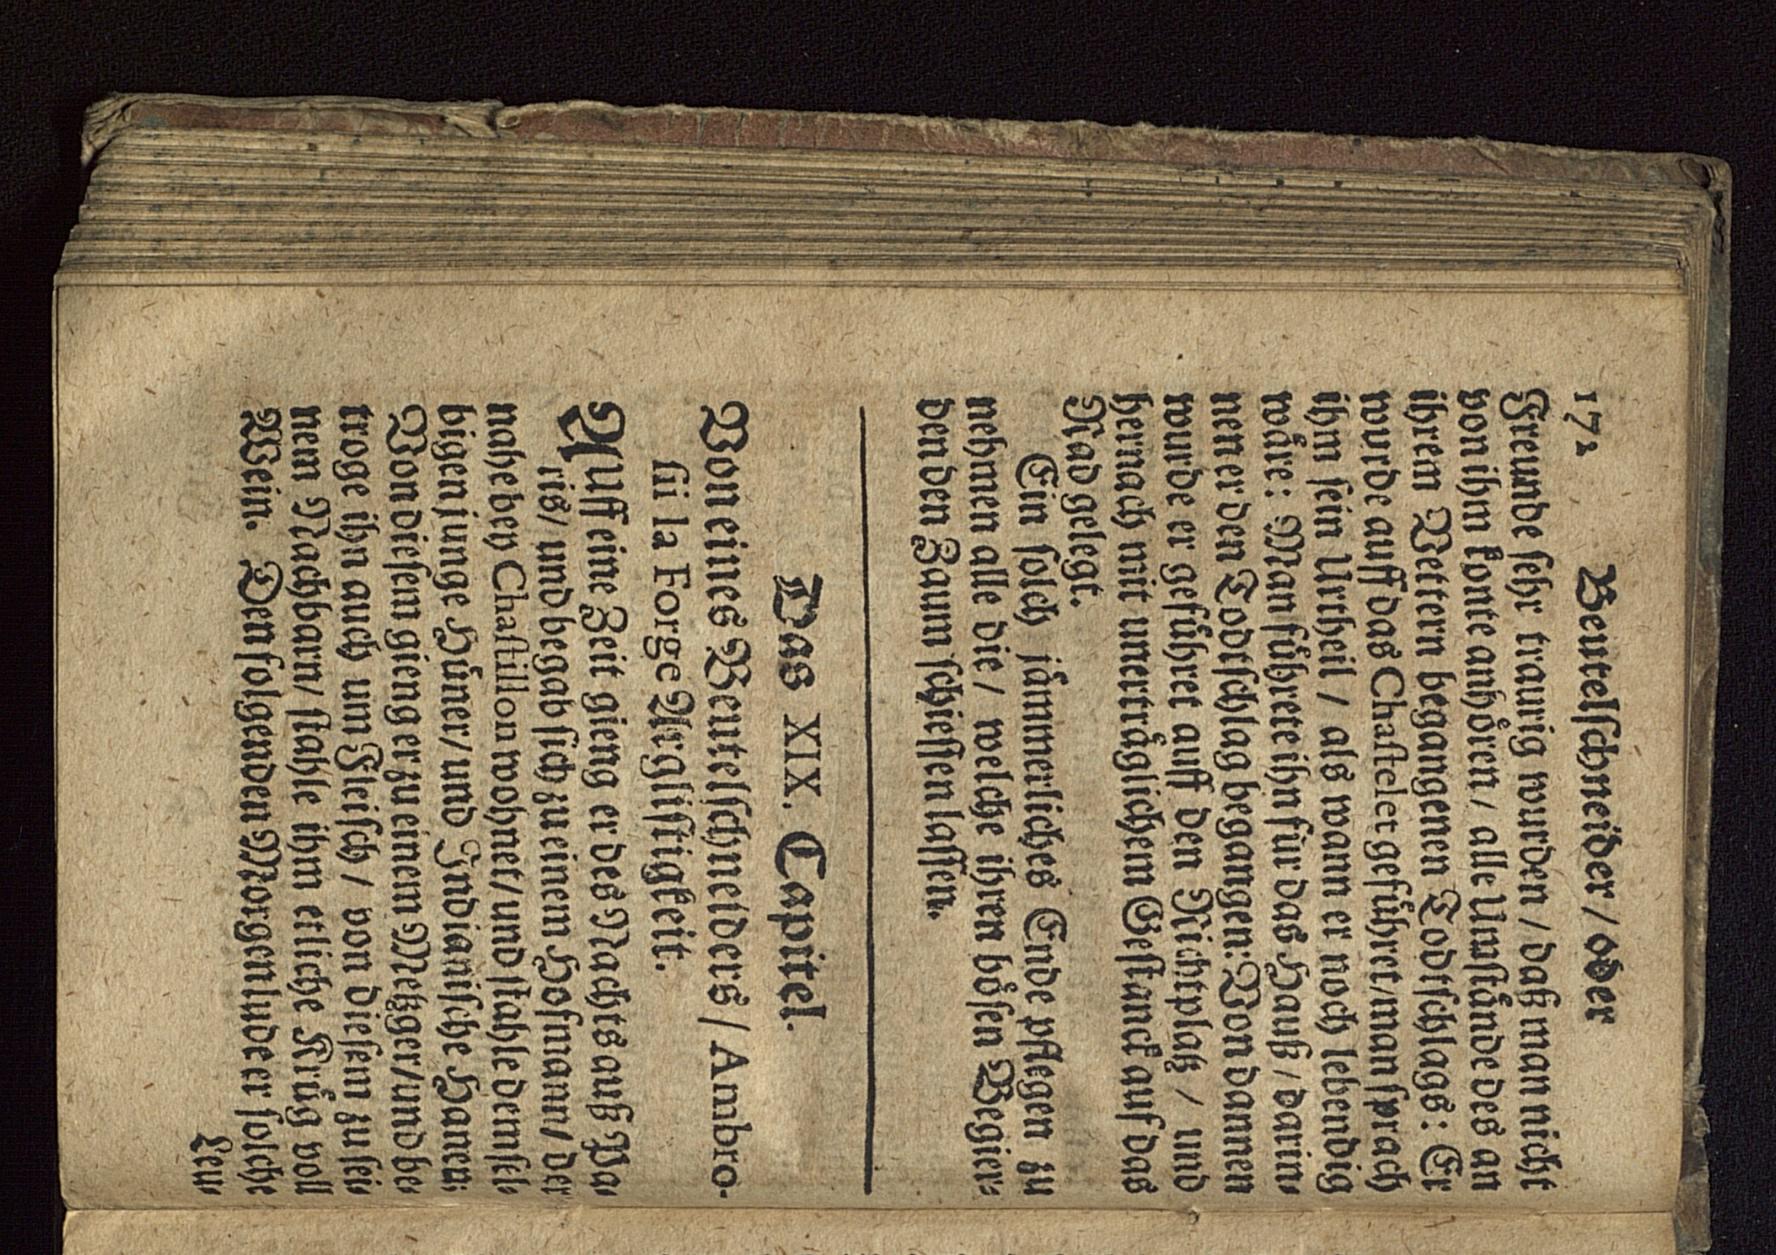 172 Beutelschneider / oder
Freunde sehr traurig wurden / daß man nicht
von ihm konte anhören / alle Umstände des an
ihrem Vettern begangenen Todtschlags: Er
wurde auff das Chastelet geführet / man sprach
ihn sein Urtheil / als wann er noch lebendig
wäre: Man führete ihn für das Hauß / darin-
nen er den Todtschlag begangen: Von dannen
wurde er geführet auff den Richtplatz / und
hernach mit unerträglichem Gestanck auf das
Rad gelegt.
Ein solch jämmerliches Ende pflegen zu
nehmen alle die / welche ihren bösen Begier-
den den Zaum schiessen lassen.
Das XIX. Capitel.
Von eines Beutelschneiders / Ambro-
sii la Forge Arglistigkeit.
Auff eine Zeit gieng er des Nachts auß Pa-
ris / und begab sich zu einem Hofmann / der
nahe bey Chastillon wohnet / und stahle demsel-
bigen junge Hüner / und Indianische Hanen:
Von diesem gieng er zu einem Metzger / und be-
troge ihn auch um Fleisch / von diesem zu sei-
nem Nachbarn / stahle ihm etliche Krüg voll
Wein. Den folgenden Morgen lude er solche
Leu-